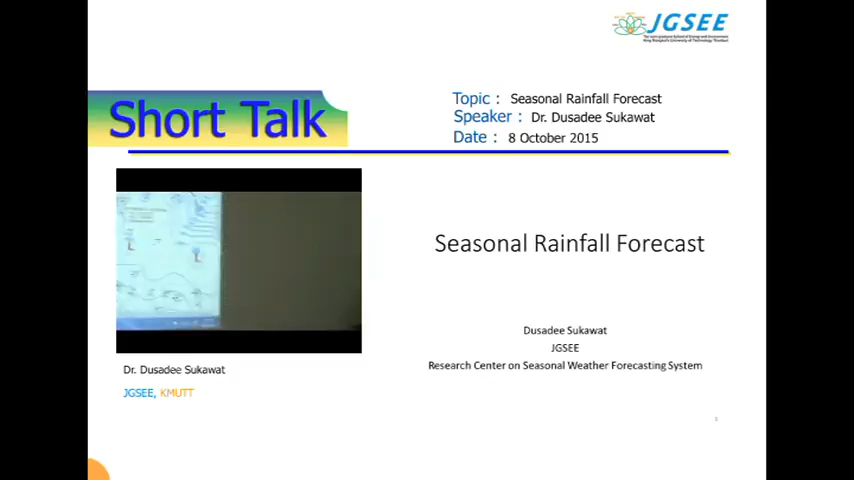 JGSEE
Short Talk
Topic : Seasonal Rainfall Forecast
Speaker : Dr. Dusadee Sukawat
Date : 8 October 2015
Seasonal Rainfall Forecast
Dusadee Sukawat
JGSEE
Research Center on Seasonal Weather Forecasting System
Dr. Dusadee Sukawat
JGSEE, KMUTT